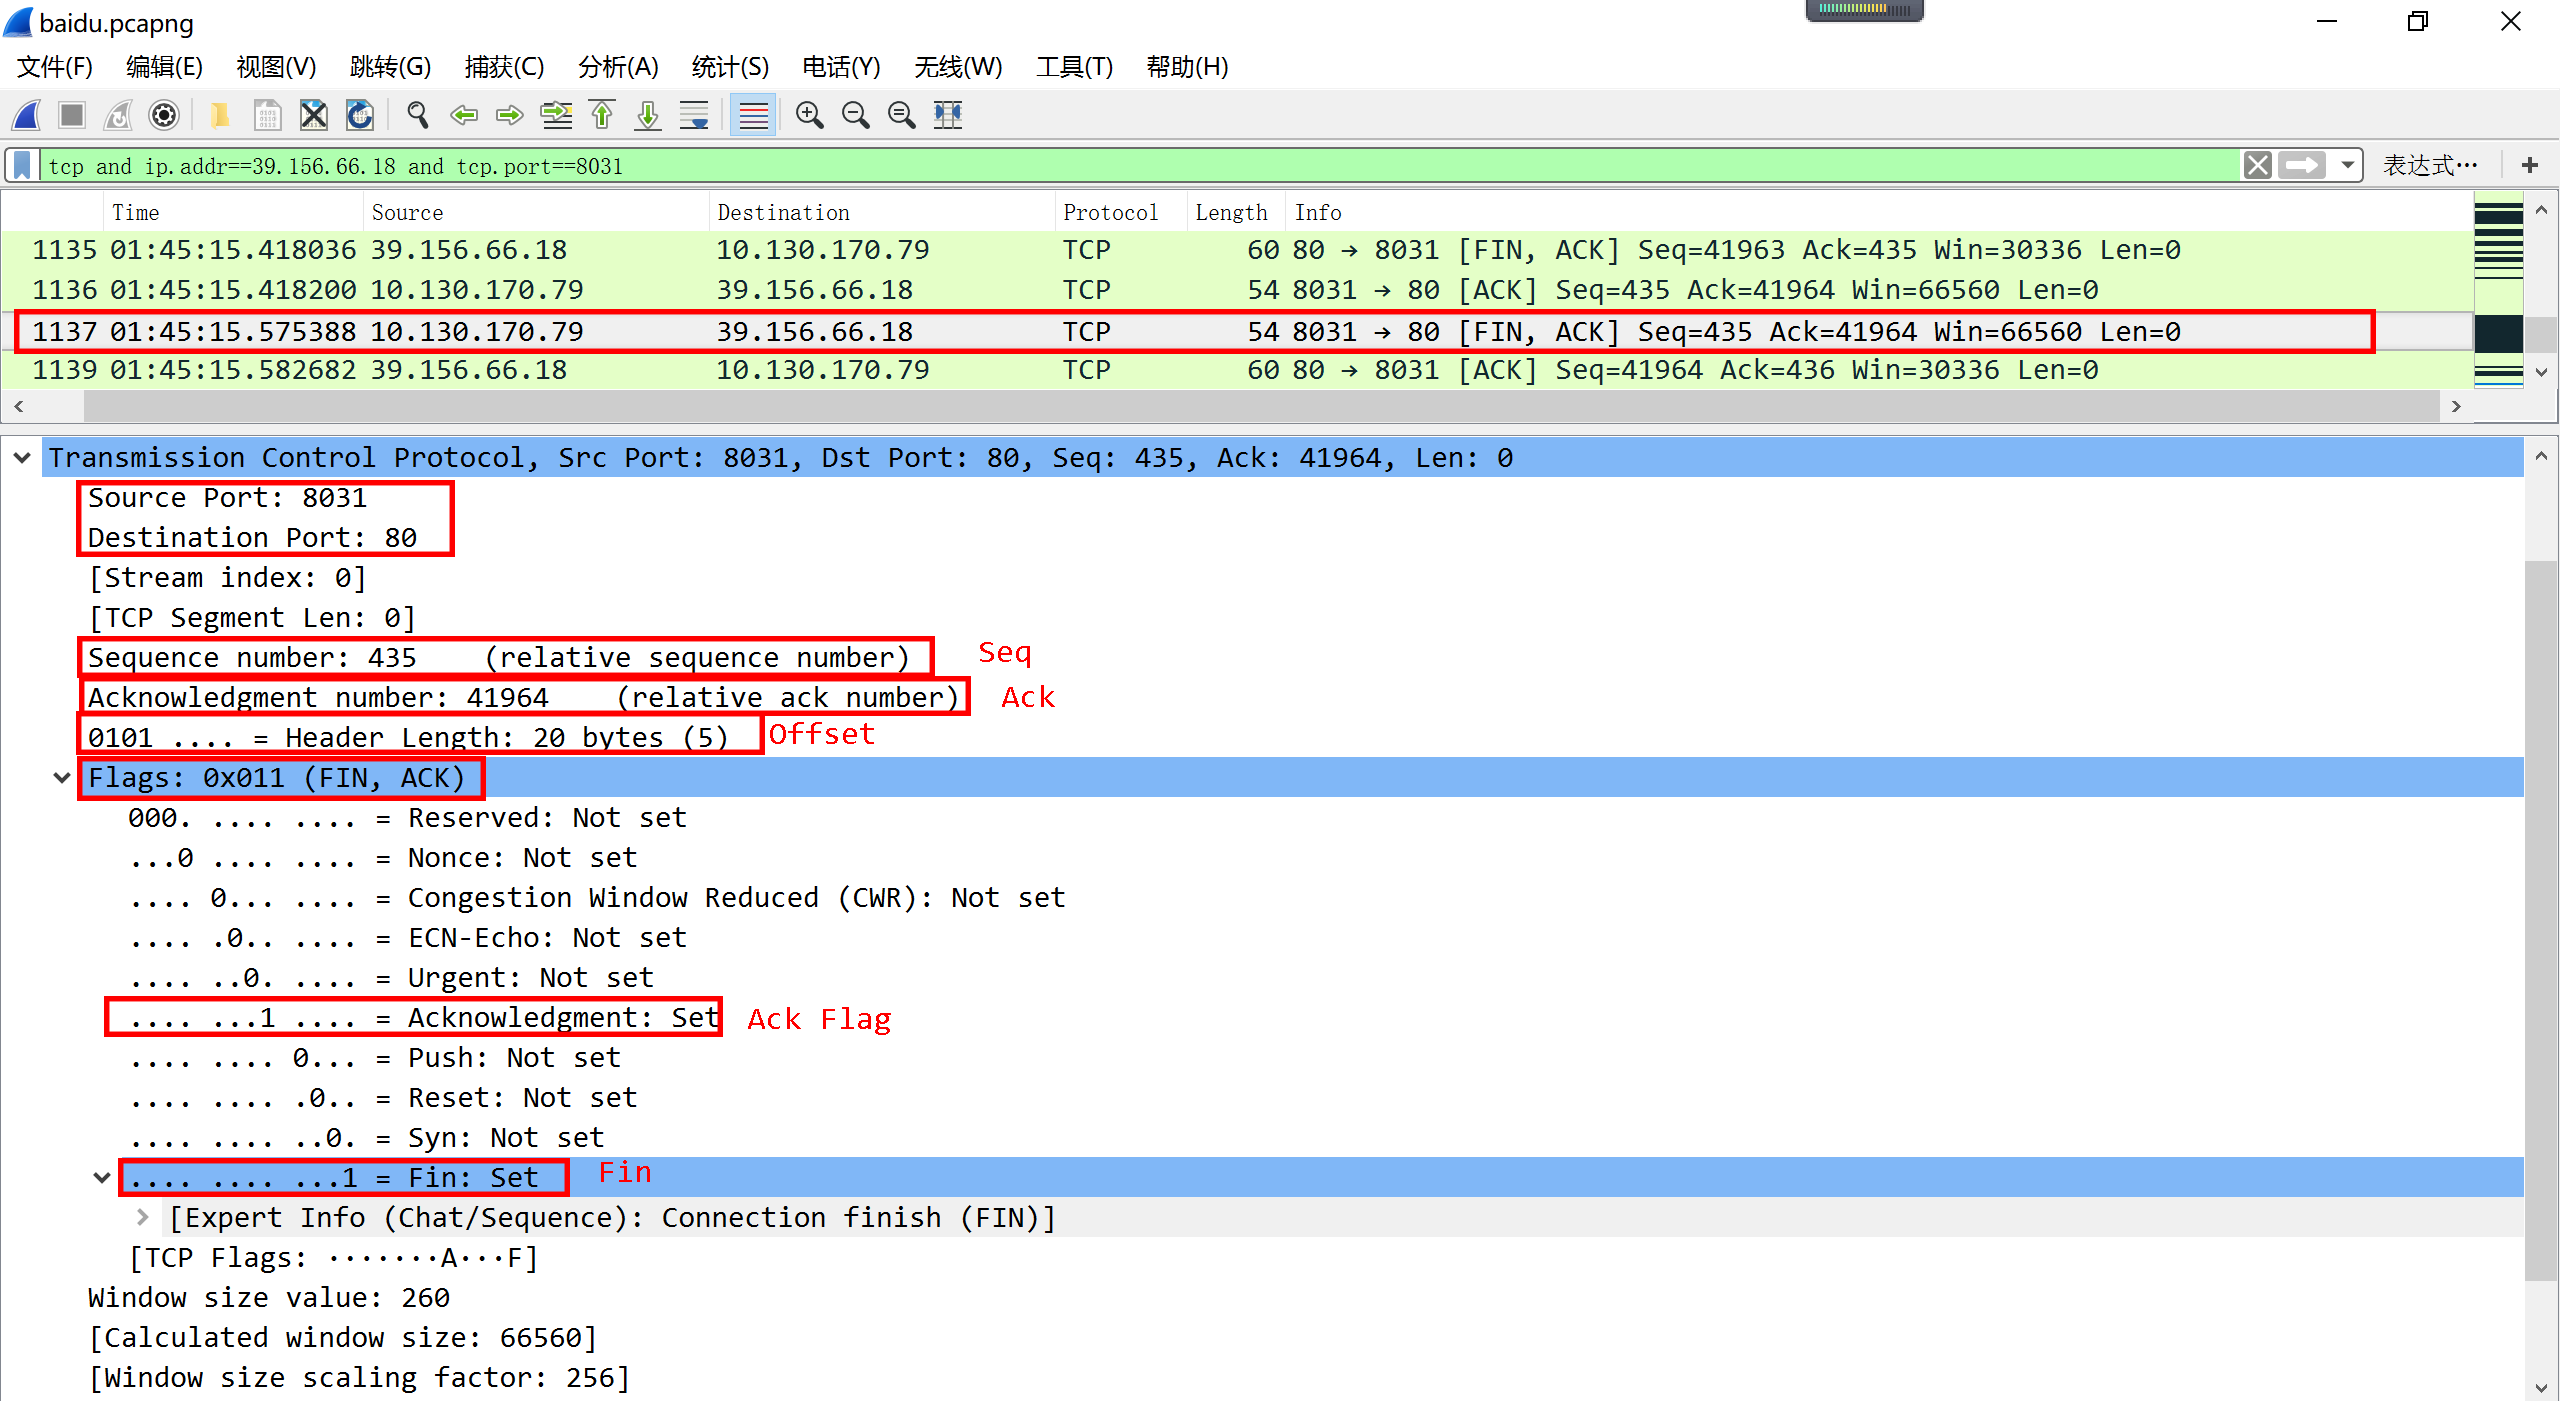 baidu.pcapng
文件(F) 编辑(E) 视图(V) 跳转(G) 捕获(C) 分析(A) 统计(S) 电话(Y) 无线(W) 工具(T) 帮助(H)
tcp and ip.addr==39.156.66.18 and tcp.port==8031 表达式… +
Time Source Destination Protocol Length Info
1135 01:45:15.418036 39.156.66.18 10.130.170.79 TCP 60 80 → 8031 [FIN, ACK] Seq=41963 Ack=435 Win=30336 Len=0
1136 01:45:15.418200 10.130.170.79 39.156.66.18 TCP 54 8031 → 80 [ACK] Seq=435 Ack=41964 Win=66560 Len=0
1137 01:45:15.575388 10.130.170.79 39.156.66.18 TCP 54 8031 → 80 [FIN, ACK] Seq=435 Ack=41964 Win=66560 Len=0
1139 01:45:15.582682 39.156.66.18 10.130.170.79 TCP 60 80 → 8031 [ACK] Seq=41964 Ack=436 Win=30336 Len=0
Transmission Control Protocol, Src Port: 8031, Dst Port: 80, Seq: 435, Ack: 41964, Len: 0
Source Port: 8031
Destination Port: 80
[Stream index: 0]
[TCP Segment Len: 0]
Sequence number: 435    (relative sequence number) Seq
Acknowledgment number: 41964    (relative ack number) Ack
0101 .... = Header Length: 20 bytes (5) Offset
Flags: 0x011 (FIN, ACK)
000. .... .... = Reserved: Not set
...0 .... .... = Nonce: Not set
.... 0... .... = Congestion Window Reduced (CWR): Not set
.... .0.. .... = ECN-Echo: Not set
.... ..0. .... = Urgent: Not set
.... ...1 .... = Acknowledgment: Set Ack Flag
.... .... 0... = Push: Not set
.... .... .0.. = Reset: Not set
.... .... ..0. = Syn: Not set
.... .... ...1 = Fin: Set Fin
[Expert Info (Chat/Sequence): Connection finish (FIN)]
[TCP Flags: ·······A···F]
Window size value: 260
[Calculated window size: 66560]
[Window size scaling factor: 256]